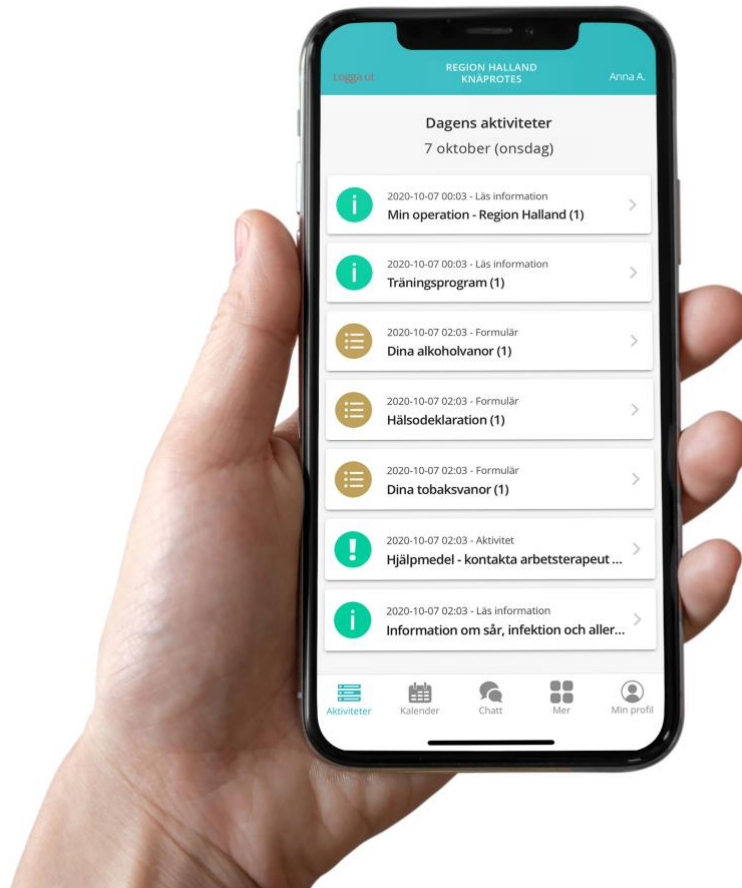 Logga ut
REGION HALLAND
KNÄPROTES
Anna A.
Dagens aktiviteter
7 oktober (onsdag)
2020-10-07 00:03 - Läs information
Min operation - Region Halland (1)
2020-10-07 00:03 - Läs information
Träningsprogram (1)
2020-10-07 02:03 - Formulär
Dina alkoholvanor (1)
2020-10-07 02:03 - Formulär
Hälsodeklaration (1)
2020-10-07 02:03 - Formulär
Dina tobaksvanor (1)
2020-10-07 02:03 - Aktivitet
Hjälpmedel - kontakta arbetsterapeut ...
2020-10-07 02:03 - Läs information
Information om sår, infektion och aller...
Aktiviteter
Kalender
Chatt
Mer
Min profil